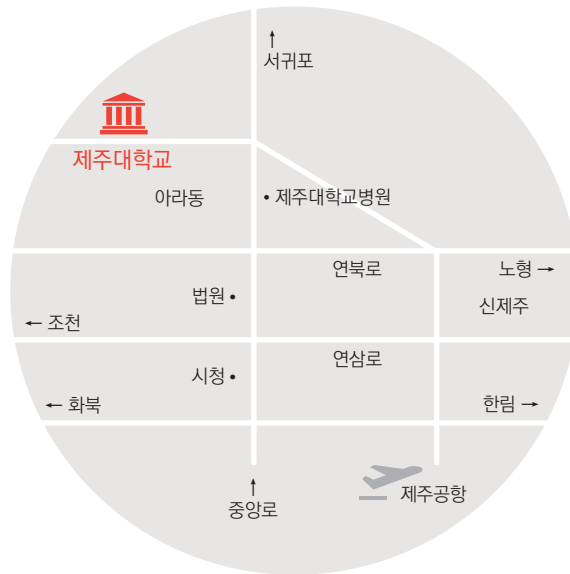 ↑
서귀포
제주대학교
아라동
• 제주대학교병원
연북로
노형 →
법원 •
신제주
← 조천
연삼로
시청 •
← 화북
한림 →
제주공항
↑
중앙로